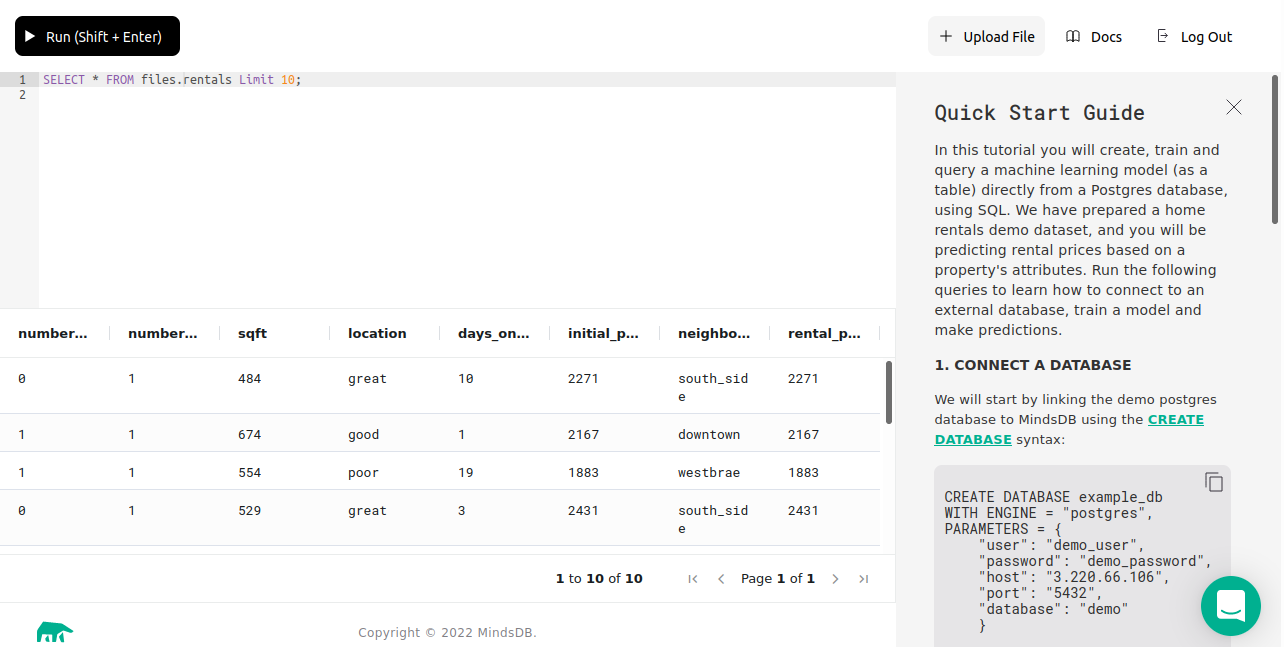 Run (Shift + Enter)
Upload File
Docs
Log Out
1 SELECT * FROM files.rentals Limit 10;
2
number... number... sqft location days_on... initial_p... neighbo... rental_p...
0 1 484 great 10 2271 south_sid 2271
e
1 1 674 good 1 2167 downtown 2167
1 1 554 poor 19 1883 westbrae 1883
0 1 529 great 3 2431 south_sid 2431
e
1 to 10 of 10
Page 1 of 1
Copyright © 2022 MindsDB.
Quick Start Guide
In this tutorial you will create, train and
query a machine learning model (as a
table) directly from a Postgres database,
using SQL. We have prepared a home
rentals demo dataset, and you will be
predicting rental prices based on a
property's attributes. Run the following
queries to learn how to connect to an
external database, train a model and
make predictions.
1. CONNECT A DATABASE
We will start by linking the demo postgres
database to MindsDB using the CREATE
DATABASE syntax:
CREATE DATABASE example_db
WITH ENGINE = "postgres",
PARAMETERS = {
"user": "demo_user",
"password": "demo_password",
"host": "3.220.66.106",
"port": "5432",
"database": "demo"
}